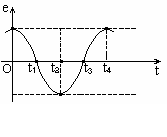 e
O t₁ t₂ t₃ t₄ t